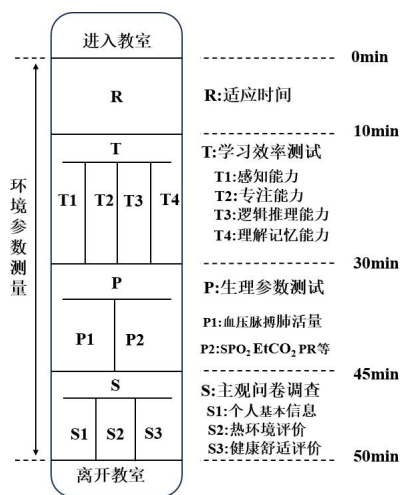 进入教室
0min
R
R:适应时间
10min
T
T:学习效率测试
T1 T2 T3 T4
T1:感知能力
T2:专注能力
T3:逻辑推理能力
T4:理解记忆能力
环境参数测量
30min
P
P:生理参数测试
P1 P2
P1:血压脉搏肺活量
P2:SPO₂ EtCO₂ PR等
45min
S
S:主观问卷调查
S1 S2 S3
S1:个人基本信息
S2:热环境评价
S3:健康舒适评价
50min
离开教室